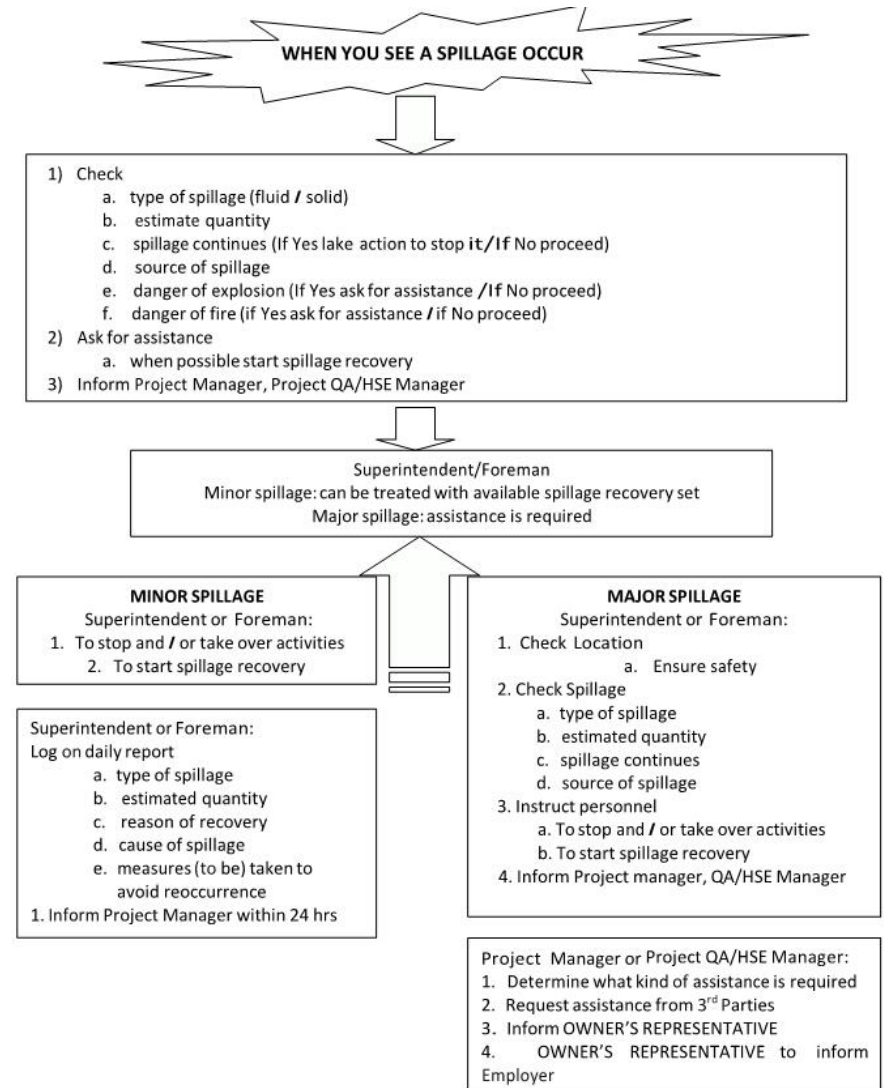 WHEN YOU SEE A SPILLAGE OCCUR
1) Check
a. type of spillage (fluid / solid)
b. estimate quantity
c. spillage continues (If Yes lake action to stop it/If No proceed)
d. source of spillage
e. danger of explosion (If Yes ask for assistance /If No proceed)
f. danger of fire (if Yes ask for assistance / if No proceed)
2) Ask for assistance
a. when possible start spillage recovery
3) Inform Project Manager, Project QA/HSE Manager
Superintendent/Foreman
Minor spillage: can be treated with available spillage recovery set
Major spillage: assistance is required
MINOR SPILLAGE
Superintendent or Foreman:
1. To stop and / or take over activities
2. To start spillage recovery
Superintendent or Foreman:
Log on daily report
a. type of spillage
b. estimated quantity
c. reason of recovery
d. cause of spillage
e. measures (to be) taken to
avoid reoccurrence
1. Inform Project Manager within 24 hrs
MAJOR SPILLAGE
Superintendent or Foreman:
1. Check Location
a. Ensure safety
2. Check Spillage
a. type of spillage
b. estimated quantity
c. spillage continues
d. source of spillage
3. Instruct personnel
a. To stop and / or take over activities
b. To start spillage recovery
4. Inform Project manager, QA/HSE Manager
Project Manager or Project QA/HSE Manager:
1. Determine what kind of assistance is required
2. Request assistance from 3rd Parties
3. Inform OWNER'S REPRESENTATIVE
4. OWNER'S REPRESENTATIVE to inform
Employer